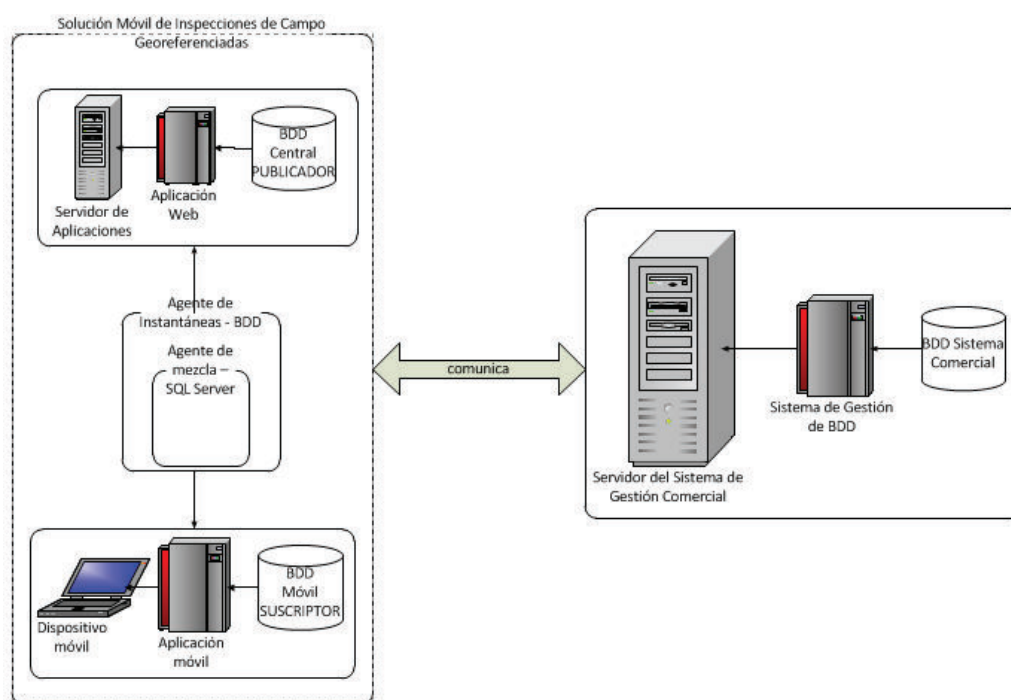 Solución Móvil de Inspecciones de Campo
Georeferenciadas
BDD
Central
PUBLICADOR
Aplicación
Web
Servidor de
Aplicaciones
Agente de
Instantáneas - BDD
Agente de
mezcla –
SQL Server
BDD
Móvil
SUSCRIPTOR
Dispositivo
móvil
Aplicación
móvil
comunica
BDD Sistema
Comercial
Sistema de Gestión
de BDD
Servidor del Sistema de
Gestión Comercial